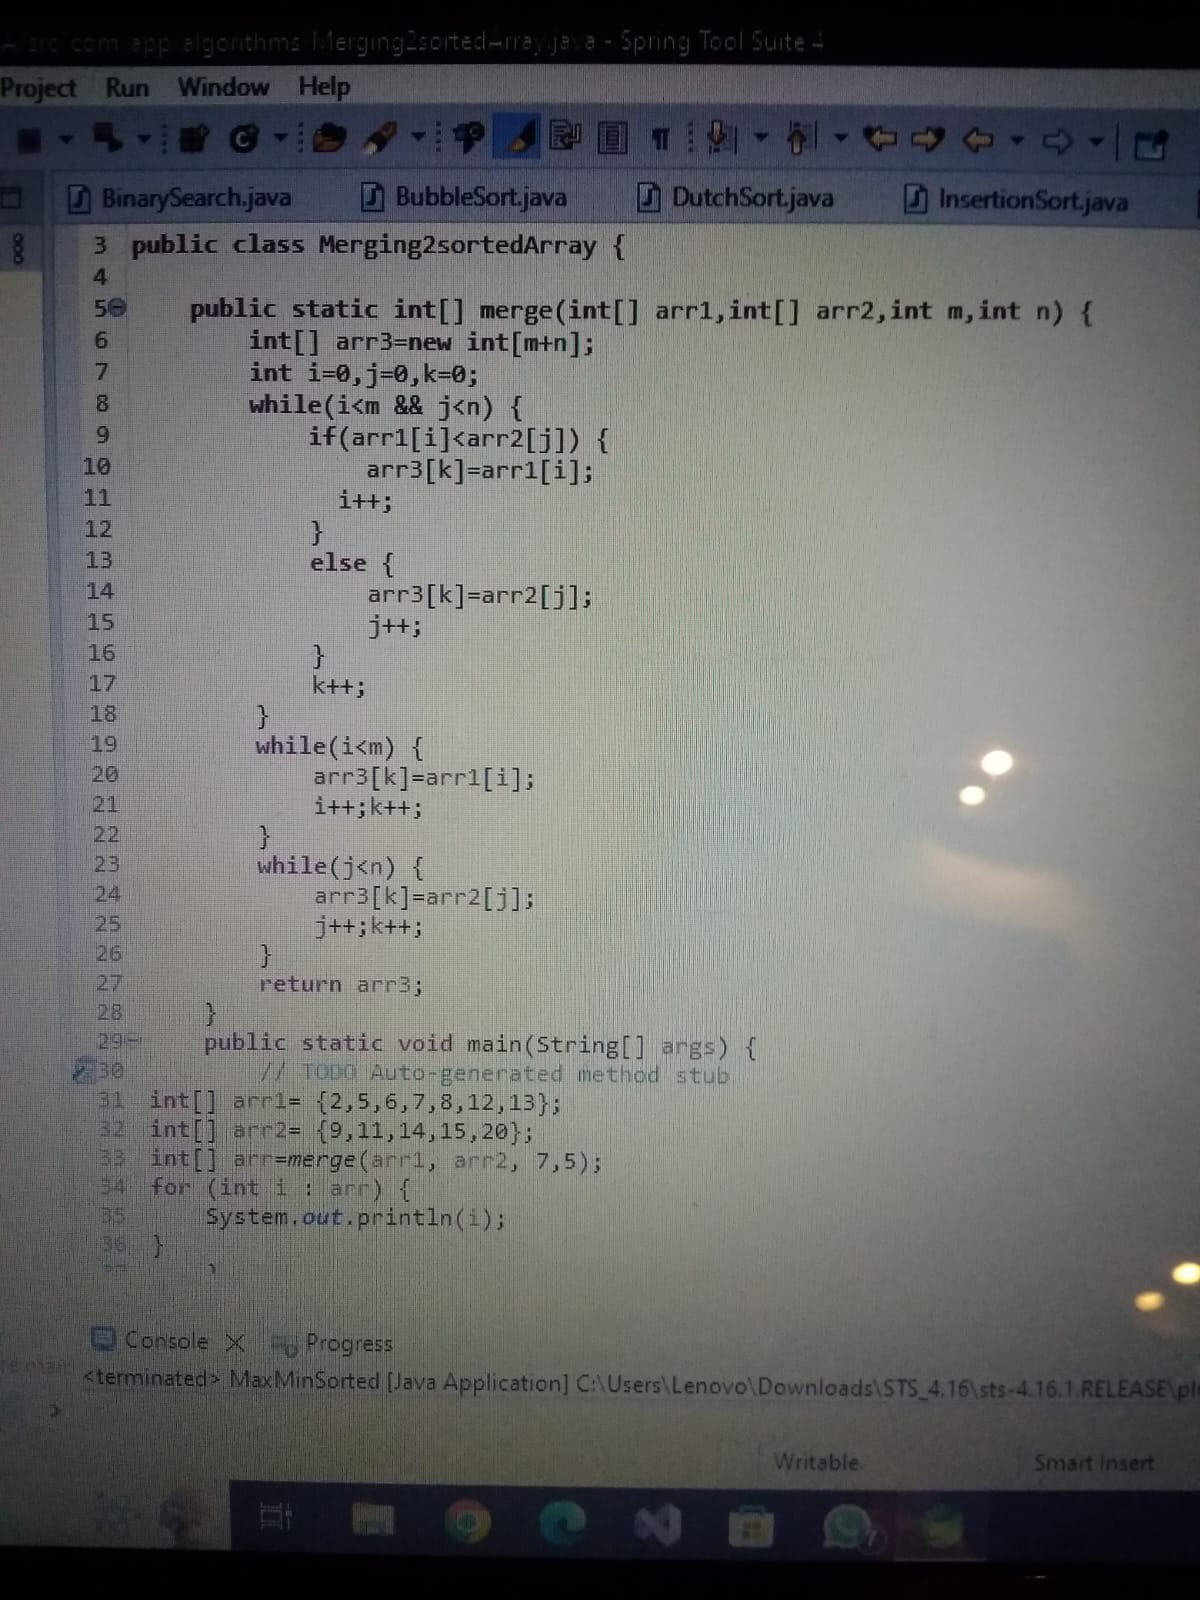 src com app algorithms Merging2sortedArray.java - Spring Tool Suite 4
Project Run Window Help
BinarySearch.java BubbleSort.java DutchSort.java InsertionSort.java
3 public class Merging2sortedArray {
4
5 public static int[] merge(int[] arr1,int[] arr2,int m,int n) {
6 int[] arr3=new int[m+n];
7 int i=0,j=0,k=0;
8 while(i<m && j<n) {
9 if(arr1[i]<arr2[j]) {
10 arr3[k]=arr1[i];
11 i++;
12 }
13 else {
14 arr3[k]=arr2[j];
15 j++;
16 }
17 k++;
18 }
19 while(i<m) {
20 arr3[k]=arr1[i];
21 i++;k++;
22 }
23 while(j<n) {
24 arr3[k]=arr2[j];
25 j++;k++;
26 }
27 return arr3;
28 }
29 public static void main(String[] args) {
30 // TODO Auto-generated method stub
31 int[] arr1= {2,5,6,7,8,12,13};
32 int[] arr2= {9,11,14,15,20};
33 int[] arr=merge(arr1, arr2, 7,5);
34 for (int i : arr) {
35 System.out.println(i);
36 }
Console Progress
<terminated> MaxMinSorted [Java Application] C:\Users\Lenovo\Downloads\STS_4.16\sts-4.16.1.RELEASE\pl
Writable Smart Insert